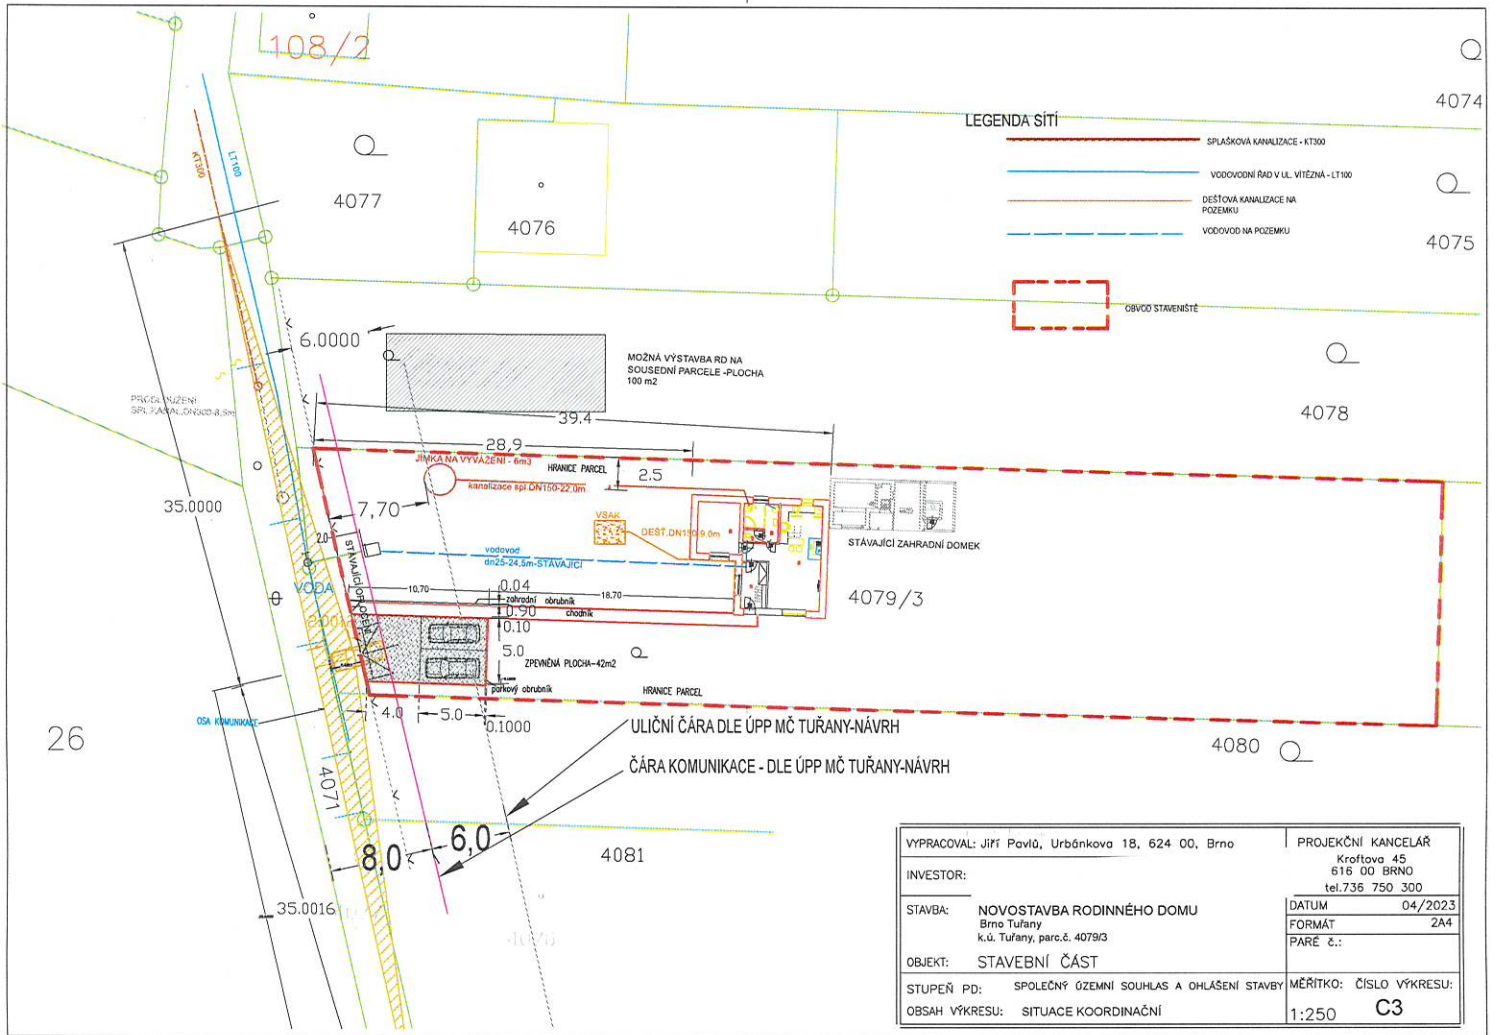 108/2
4074
LEGENDA SÍTÍ
SPLAŠKOVÁ KANALIZACE - KT300
VODOVODNÍ ŘAD V UL. VÍTĚZNÁ - LT100
DEŠŤOVÁ KANALIZACE NA
POZEMKU
VODOVOD NA POZEMKU
OBVOD STAVENIŠTĚ
KT300
LT100
4077
4076
4075
4078
6.0000
MOŽNÁ VÝSTAVBA RD NA
SOUSEDNÍ PARCELE -PLOCHA
100 m2
39.4
28,9
JÍMKA NA VYVÁŽENÍ - 6m3
HRANICE PARCEL
2.5
kanalizace spl.DN150-22,0m
35.0000
7,70
2.0
VSAK
DEŠŤ.DN150-9,0m
STÁVAJÍCÍ ZAHRADNÍ DOMEK
vodovod
dn25-24,5m-STÁVAJÍCÍ
STÁVAJÍCÍ OPLOCENÍ
VODA
10,70
0.04
18.70
zahradní obrubník
0.90
chodník
0.10
5.0
4079/3
ZPEVNĚNÁ PLOCHA-42m2
parkový obrubník
HRANICE PARCEL
4.0
5.0
0.1000
OSA KOMUNIKACE
26
4071
ULIČNÍ ČÁRA DLE ÚPP MČ TUŘANY-NÁVRH
ČÁRA KOMUNIKACE - DLE ÚPP MČ TUŘANY-NÁVRH
4080
8,0
6,0
4081
35.0016
VYPRACOVAL: Jiří Pavlů, Urbánkova 18, 624 00, Brno
PROJEKČNÍ KANCELÁŘ
Kroftova 45
616 00 BRNO
tel.736 750 300
INVESTOR:
STAVBA: NOVOSTAVBA RODINNÉHO DOMU
Brno Tuřany
k.ú. Tuřany, parc.č. 4079/3
DATUM 04/2023
FORMÁT 2A4
PARÉ č.:
OBJEKT: STAVEBNÍ ČÁST
STUPEŇ PD: SPOLEČNÝ ÚZEMNÍ SOUHLAS A OHLÁŠENÍ STAVBY
MĚŘÍTKO: ČÍSLO VÝKRESU:
1:250 C3
OBSAH VÝKRESU: SITUACE KOORDINAČNÍ